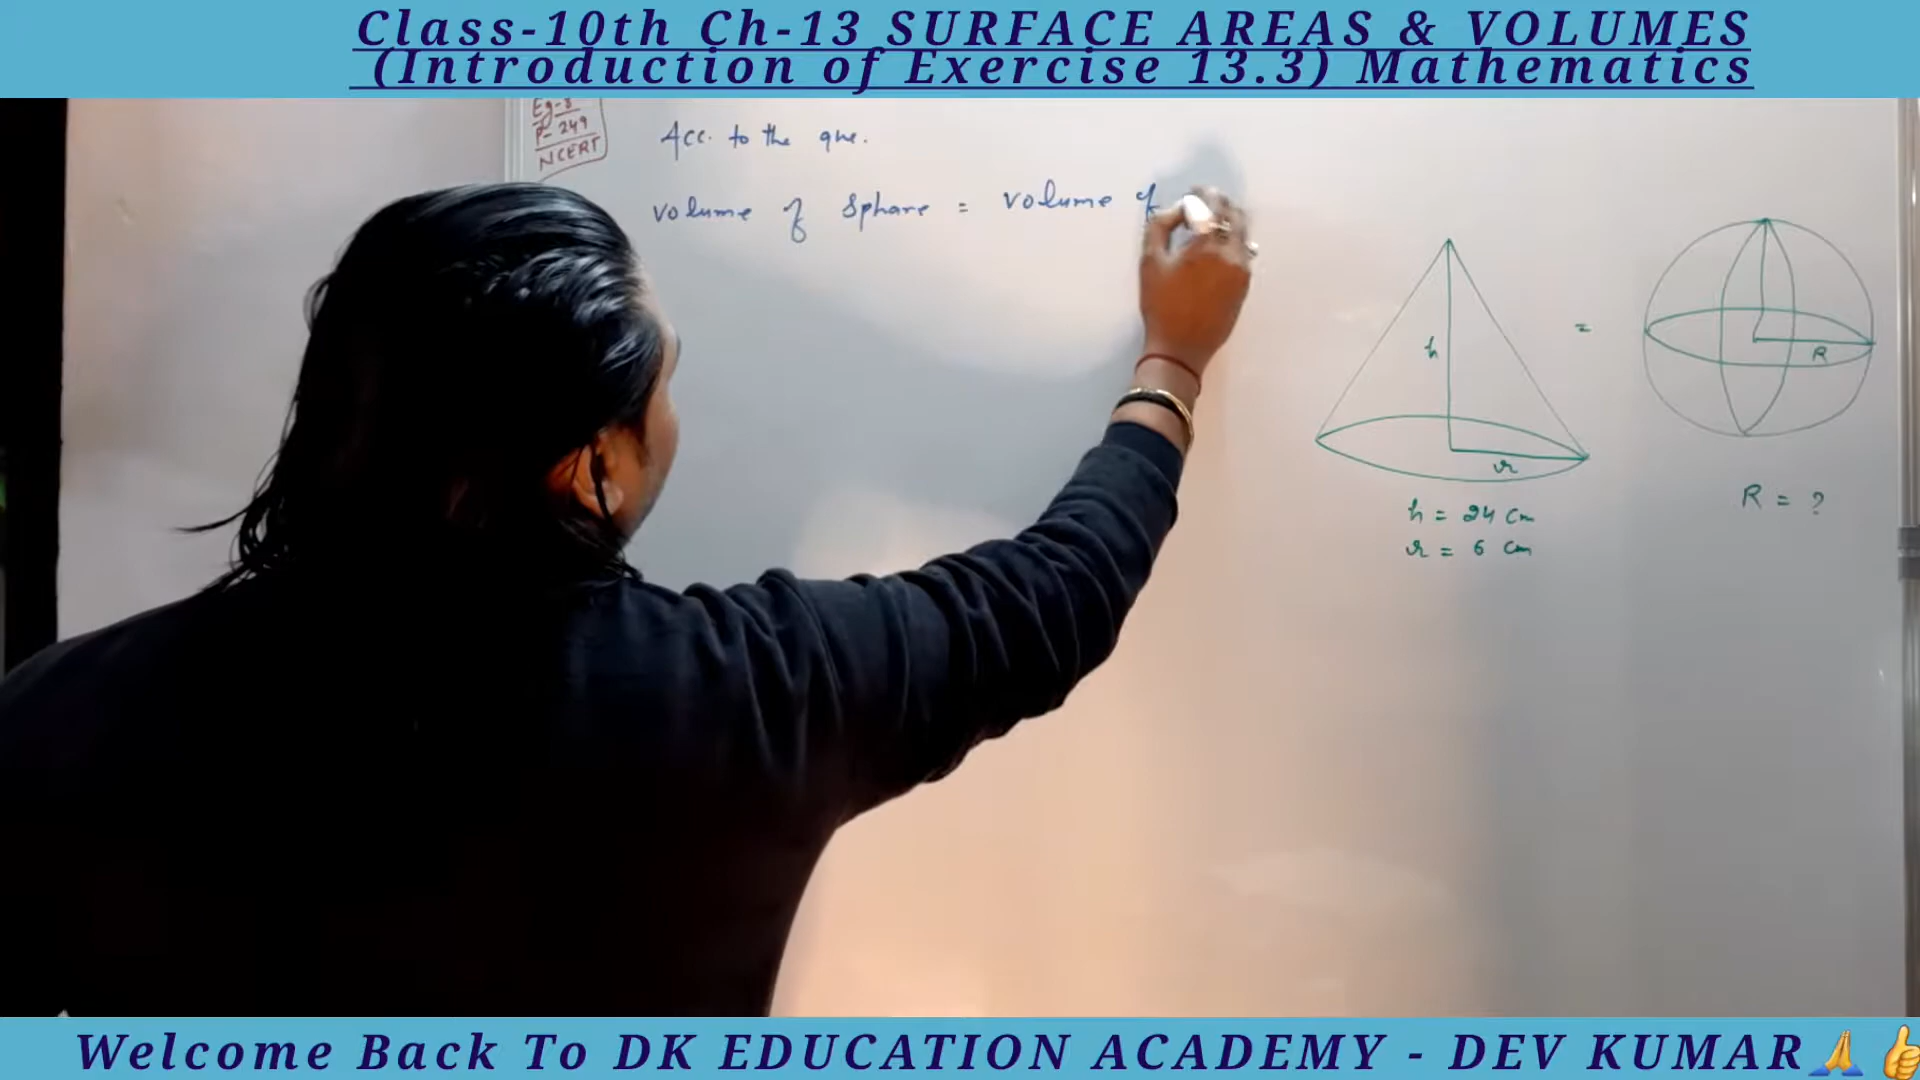 Class-10th Ch-13 SURFACE AREAS & VOLUMES
(Introduction of Exercise 13.3) Mathematics
Eg-8
P-249
NCERT
Acc. to the que.
volume of Sphare = volume of
h
r
h = 24 cm
r = 6 cm
=
R
R = ?
Welcome Back To DK EDUCATION ACADEMY - DEV KUMAR🙏👍